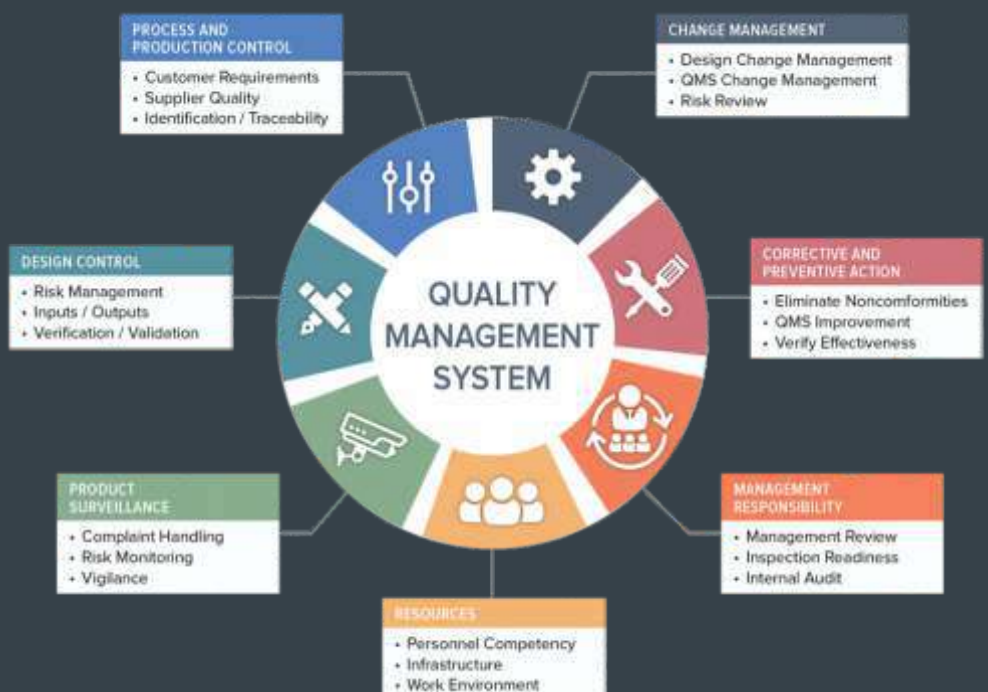 PROCESS AND
PRODUCTION CONTROL
• Customer Requirements
• Supplier Quality
• Identification / Traceability
CHANGE MANAGEMENT
• Design Change Management
• QMS Change Management
• Risk Review
DESIGN CONTROL
• Risk Management
• Inputs / Outputs
• Verification / Validation
QUALITY
MANAGEMENT
SYSTEM
CORRECTIVE AND
PREVENTIVE ACTION
• Eliminate Noncomformities
• QMS Improvement
• Verify Effectiveness
PRODUCT
SURVEILLANCE
• Complaint Handling
• Risk Monitoring
• Vigilance
MANAGEMENT
RESPONSIBILITY
• Management Review
• Inspection Readiness
• Internal Audit
RESOURCES
• Personnel Competency
• Infrastructure
• Work Environment